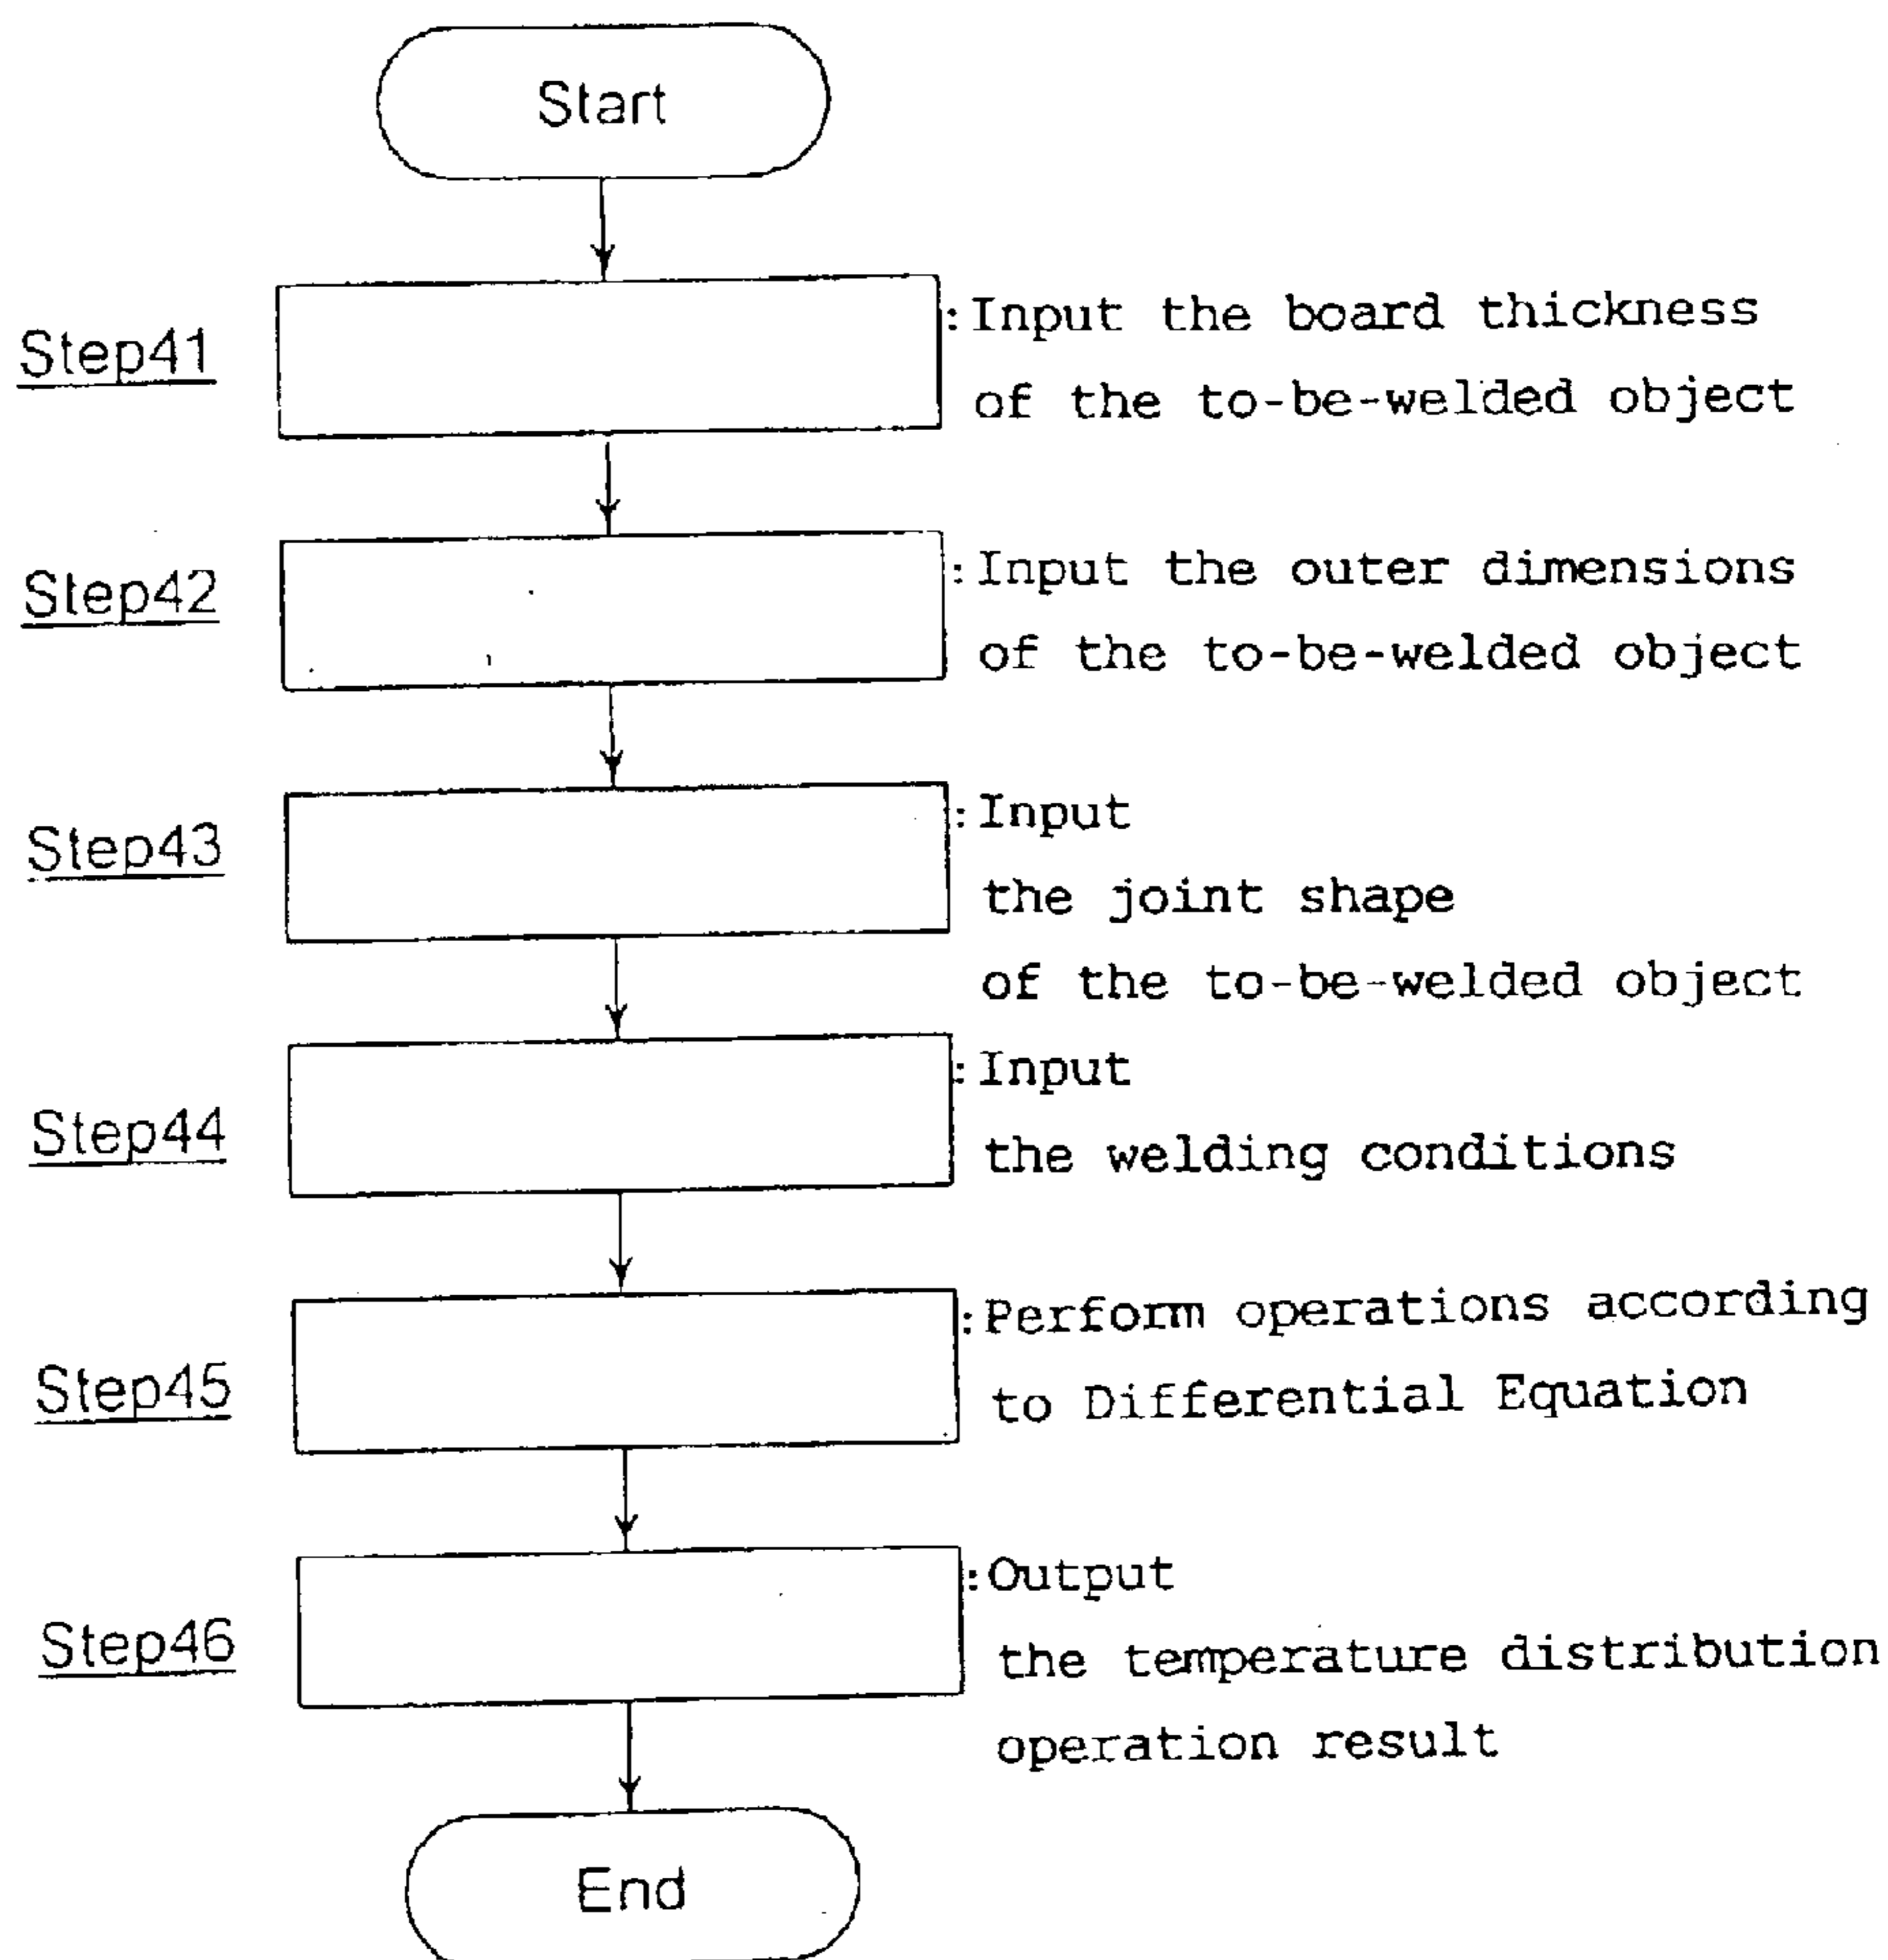 Start
Step41
:Input the board thickness
of the to-be-welded object
Step42
:Input the outer dimensions
of the to-be-welded object
Step43
:Input
the joint shape
of the to-be-welded object
Step44
:Input
the welding conditions
Step45
:Perform operations according
to Differential Equation
Step46
:Output
the temperature distribution
operation result
End